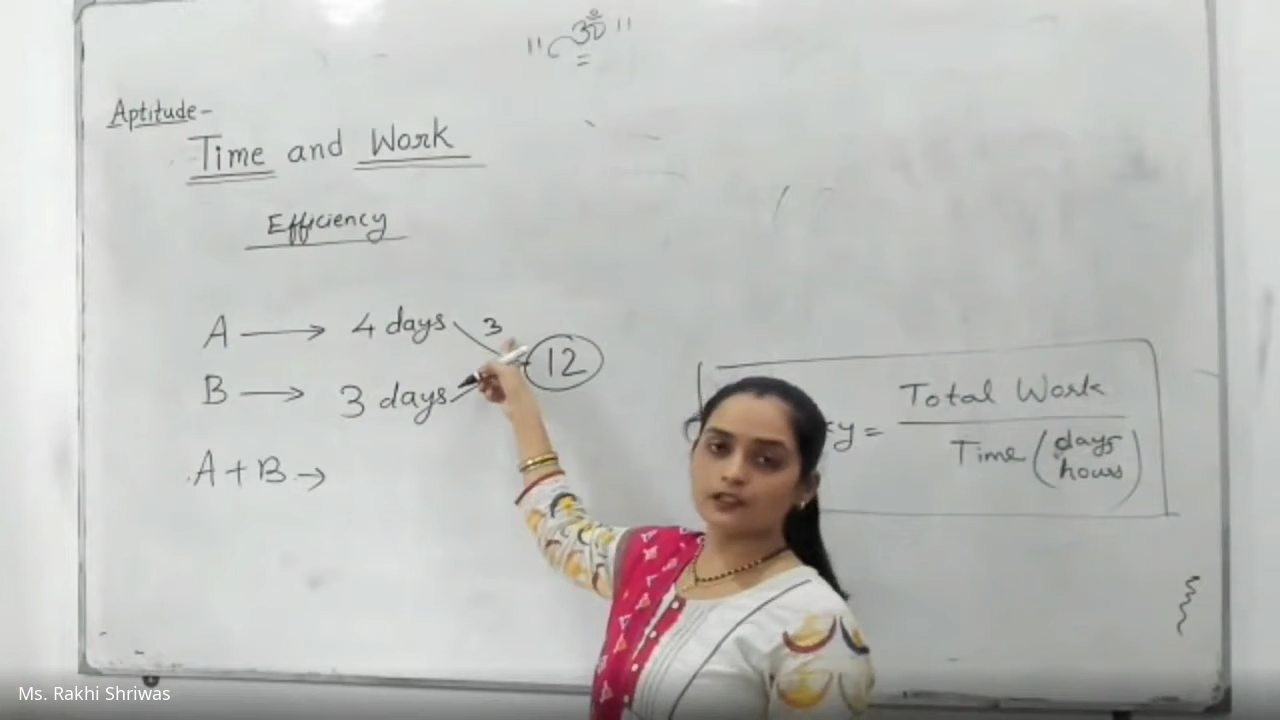 " ॐ "
Aptitude-
Time and Work
Efficiency
A → 4 days 3
12
B → 3 days
A + B →
y = Total Work
Time (days
hours)
Ms. Rakhi Shriwas